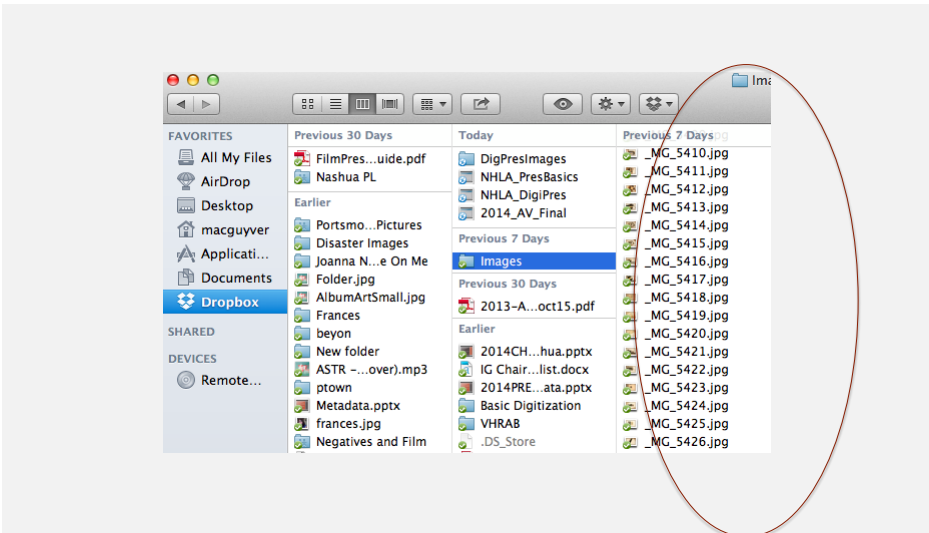 Ima
FAVORITES
All My Files
AirDrop
Desktop
macguyver
Applicati...
Documents
Dropbox
SHARED
DEVICES
Remote...
Previous 30 Days
FilmPres...uide.pdf
Nashua PL
Earlier
Portsmo...Pictures
Disaster Images
Joanna N...e On Me
Folder.jpg
AlbumArtSmall.jpg
Frances
beyon
New folder
ASTR -...over).mp3
ptown
Metadata.pptx
frances.jpg
Negatives and Film
Today
DigPresImages
NHLA_PresBasics
NHLA_DigiPres
2014_AV_Final
Previous 7 Days
Images
Previous 30 Days
2013-A...oct15.pdf
Earlier
2014CH...hua.pptx
IG Chair...list.docx
2014PRE...ata.pptx
Basic Digitization
VHRAB
.DS_Store
Previous 7 Days
_MG_5410.jpg
_MG_5411.jpg
_MG_5412.jpg
_MG_5413.jpg
_MG_5414.jpg
_MG_5415.jpg
_MG_5416.jpg
_MG_5417.jpg
_MG_5418.jpg
_MG_5419.jpg
_MG_5420.jpg
_MG_5421.jpg
_MG_5422.jpg
_MG_5423.jpg
_MG_5424.jpg
_MG_5425.jpg
_MG_5426.jpg